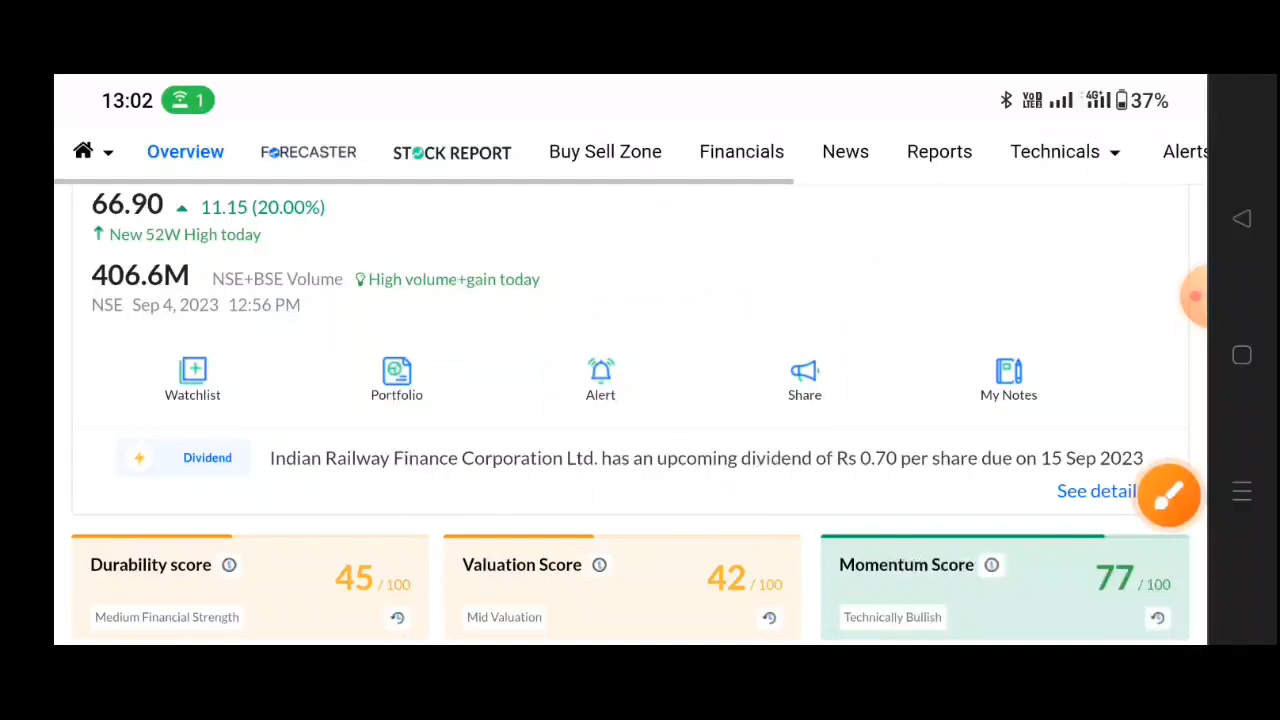 13:02 1 VoD LTE 4G+ 37%
Overview FORECASTER STOCK REPORT Buy Sell Zone Financials News Reports Technicals Alerts
66.90 11.15 (20.00%)
New 52W High today
406.6M NSE+BSE Volume High volume+gain today
NSE Sep 4, 2023 12:56 PM
Watchlist Portfolio Alert Share My Notes
Dividend Indian Railway Finance Corporation Ltd. has an upcoming dividend of Rs 0.70 per share due on 15 Sep 2023
See detail
Durability score 45 / 100 Valuation Score 42 / 100 Momentum Score 77 / 100
Medium Financial Strength Mid Valuation Technically Bullish